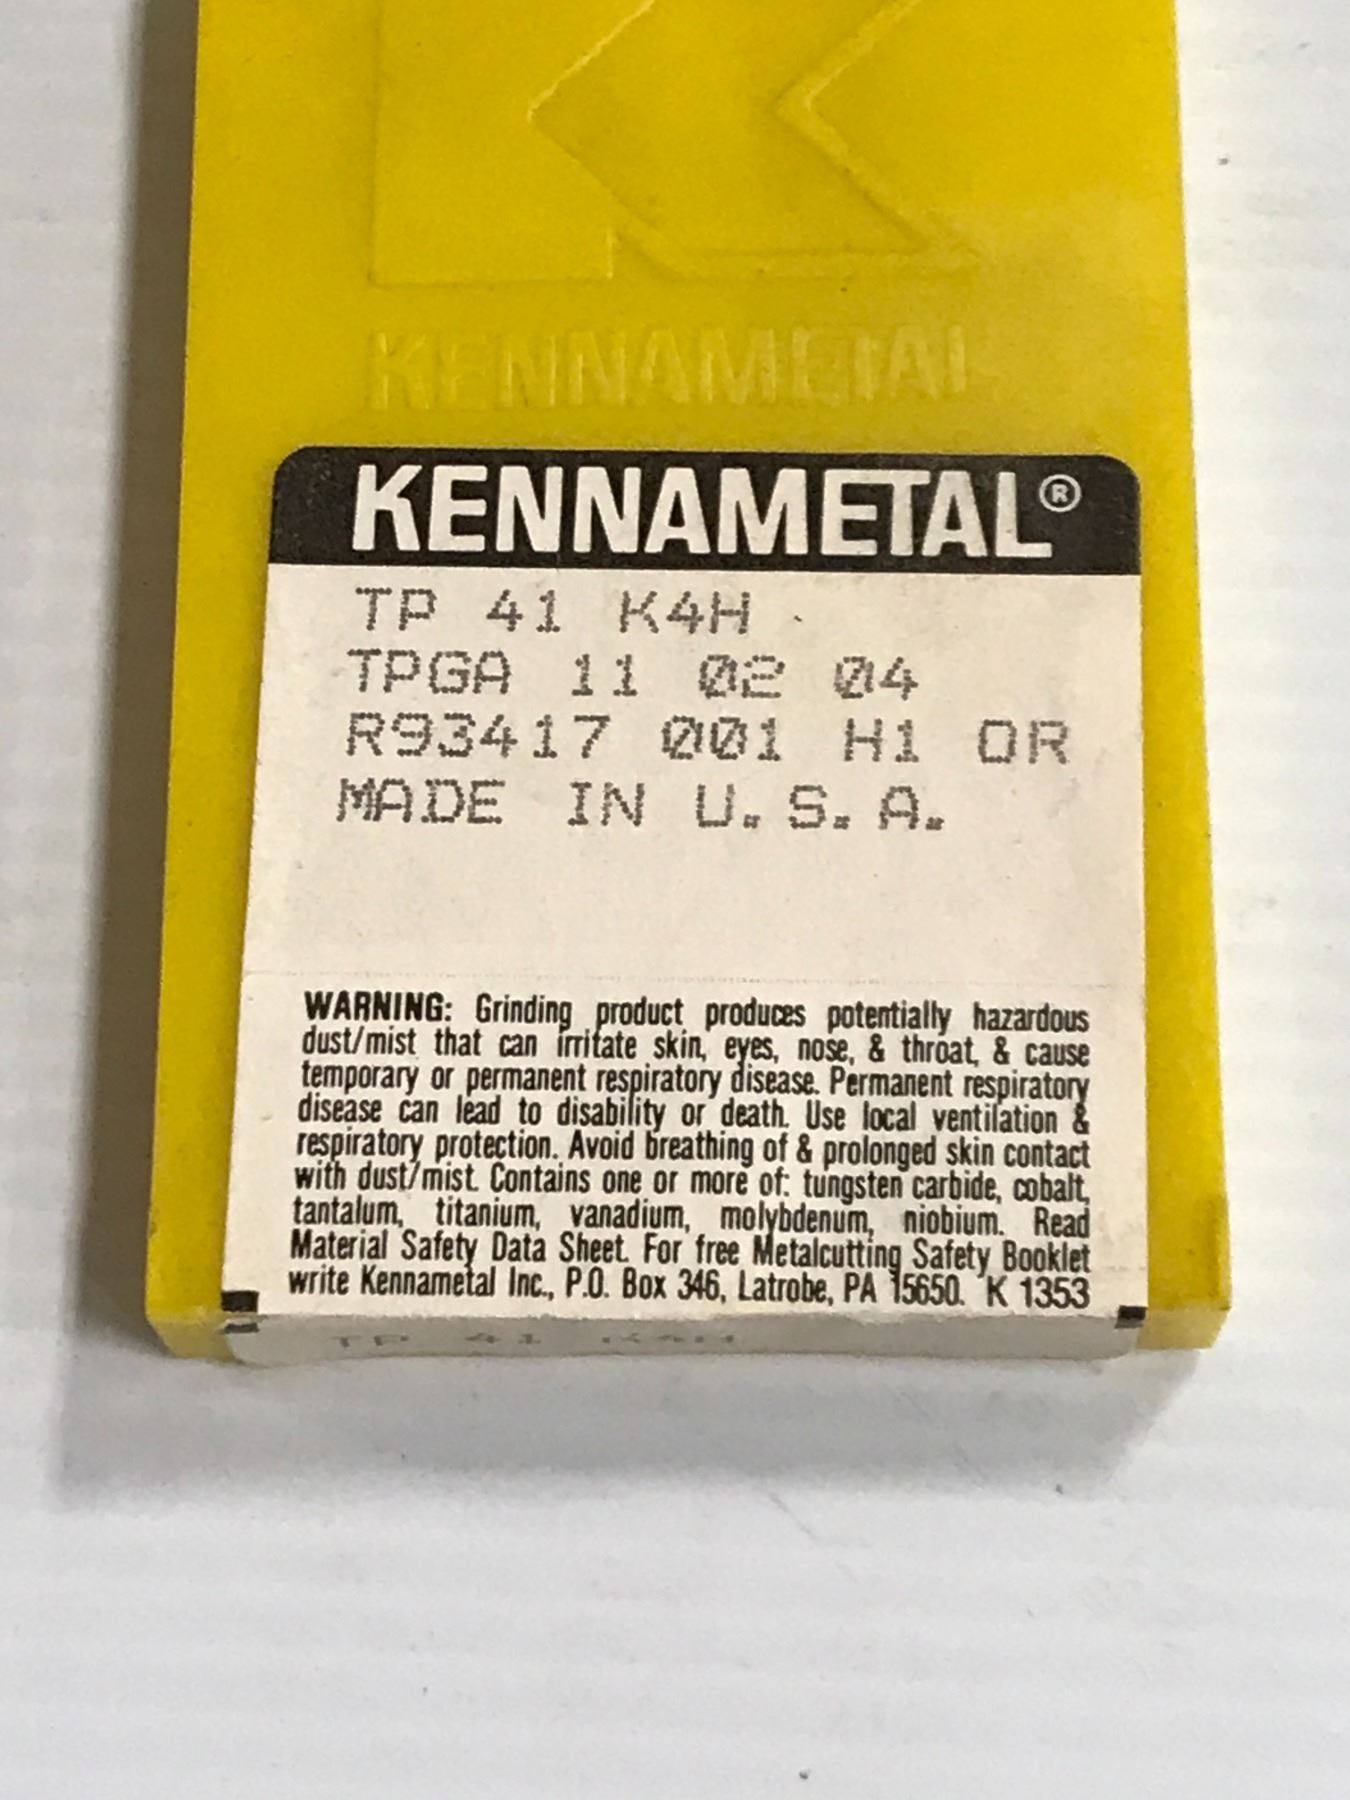 KENNAMETAL
KENNAMETAL®
TP 41 K4H
TPGA 11 02 04
R93417 001 H1 OR
MADE IN U.S.A.
WARNING: Grinding product produces potentially hazardous
dust/mist that can irritate skin, eyes, nose, & throat, & cause
temporary or permanent respiratory disease. Permanent respiratory
disease can lead to disability or death. Use local ventilation &
respiratory protection. Avoid breathing of & prolonged skin contact
with dust/mist. Contains one or more of: tungsten carbide, cobalt,
tantalum, titanium, vanadium, molybdenum, niobium. Read
Material Safety Data Sheet. For free Metalcutting Safety Booklet
write Kennametal Inc., P.O. Box 346, Latrobe, PA 15650. K 1353
TP 41 K4H